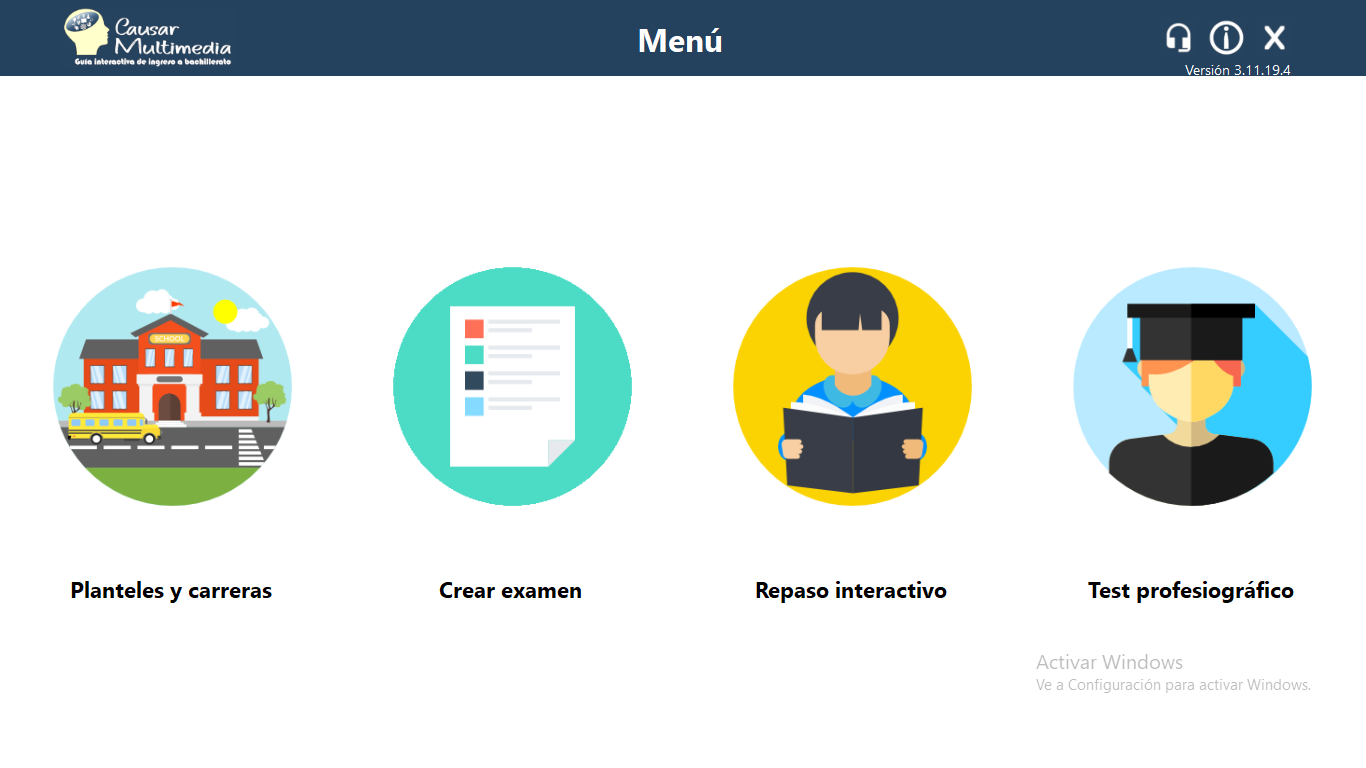 Causar
Multimedia
Guía interactiva de ingreso a bachillerato
Menú
Versión 3.11.19.4
SCHOOL
Planteles y carreras
Crear examen
Repaso interactivo
Test profesiográfico
Activar Windows
Ve a Configuración para activar Windows.